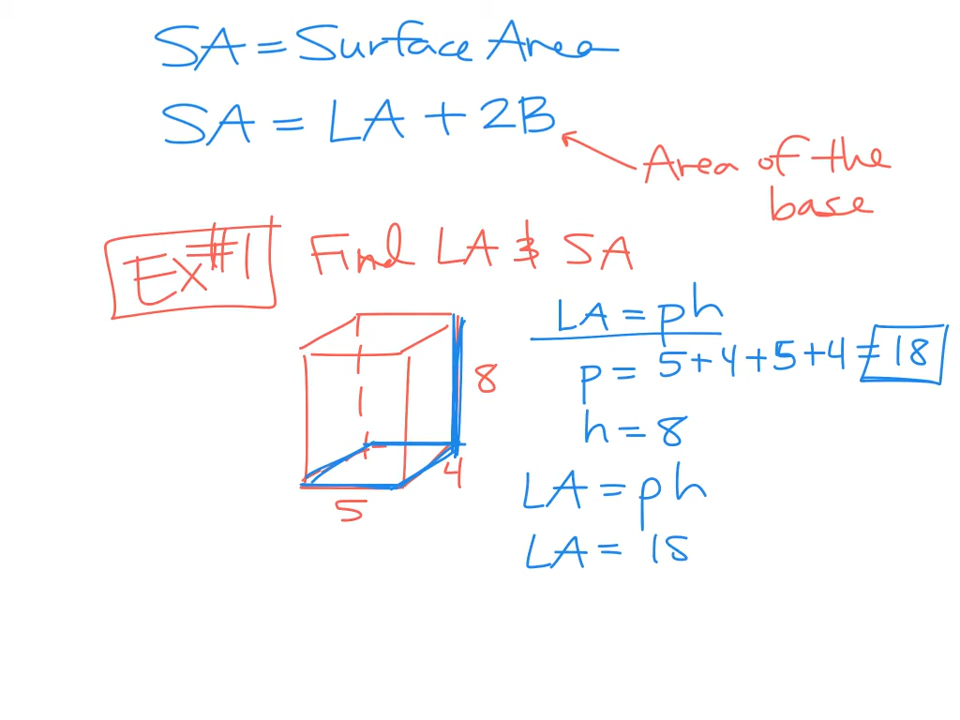 SA = Surface Area
SA = LA + 2B
Area of the
base
Ex#1 Find LA & SA
LA = ph
p = 5+4+5+4 = 18
8
h = 8
4
5
LA = ph
LA = 18